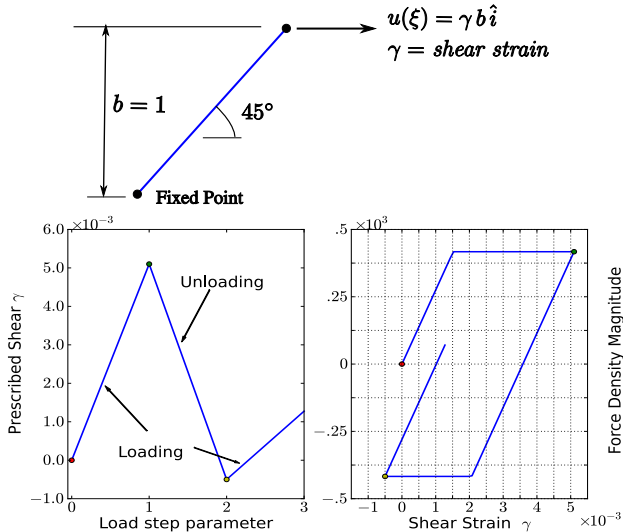 u(ξ) = γ b î
γ = shear strain
b = 1
45°
Fixed Point
×10⁻³
6.0
5.0
4.0
3.0
2.0
1.0
0.0
−1.0
Prescribed Shear γ
Unloading
Loading
0 1 2 3
Load step parameter
×10³
.5
.25
0
−.25
−.5
Force Density Magnitude
0 1 2 3 4 5
×10⁻³
Shear Strain γ